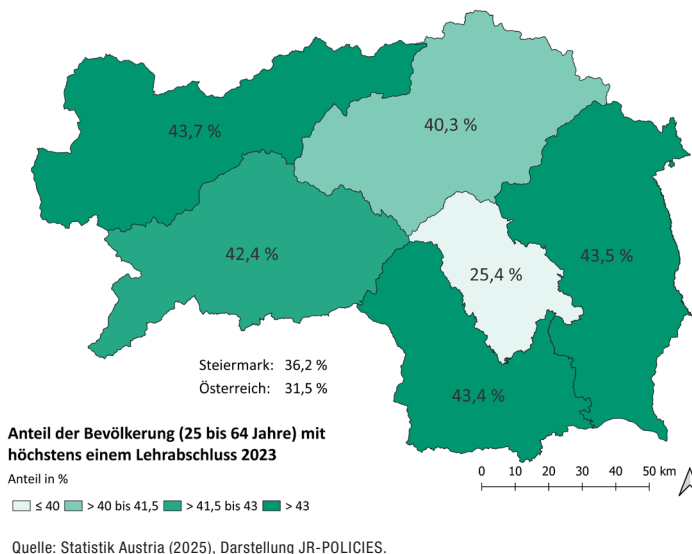 43,7 %
40,3 %
42,4 %
25,4 %
43,5 %
43,4 %
Steiermark: 36,2 %
Österreich: 31,5 %
Anteil der Bevölkerung (25 bis 64 Jahre) mit
höchstens einem Lehrabschluss 2023
Anteil in %
≤ 40 > 40 bis 41,5 > 41,5 bis 43 > 43
0 10 20 30 40 50 km
Quelle: Statistik Austria (2025), Darstellung JR-POLICIES.